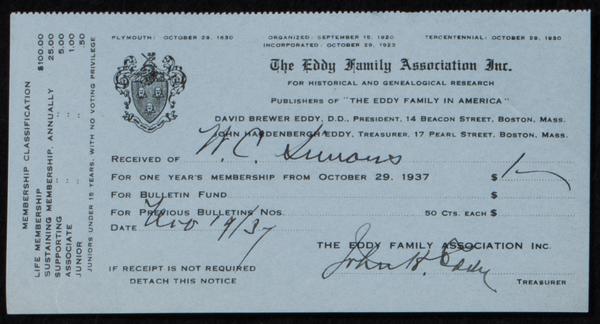 PLYMOUTH: OCTOBER 29, 1630
ORGANIZED: SEPTEMBER 15, 1920
INCORPORATED: OCTOBER 29, 1923
TERCENTENNIAL: OCTOBER 29, 1930
The Eddy Family Association Inc.
FOR HISTORICAL AND GENEALOGICAL RESEARCH
PUBLISHERS OF "THE EDDY FAMILY IN AMERICA"
DAVID BREWER EDDY, D.D., PRESIDENT, 14 BEACON STREET, BOSTON, MASS.
JOHN HARDENBERGH EDDY, TREASURER, 17 PEARL STREET, BOSTON, MASS.
RECEIVED OF W. C. Simons
FOR ONE YEAR'S MEMBERSHIP FROM OCTOBER 29, 1937 $ 1—
FOR BULLETIN FUND $
FOR PREVIOUS BULLETINS NOS. 50 CTS. EACH $
DATE Nov 19/37
THE EDDY FAMILY ASSOCIATION INC.
John H. Eddy
TREASURER
IF RECEIPT IS NOT REQUIRED
DETACH THIS NOTICE
MEMBERSHIP CLASSIFICATION
LIFE MEMBERSHIP $100.00
SUSTAINING MEMBERSHIP, ANNUALLY 25.00
SUPPORTING " " 5.00
ASSOCIATE " " 1.00
JUNIOR " " .50
JUNIORS UNDER 15 YEARS, WITH NO VOTING PRIVILEGE